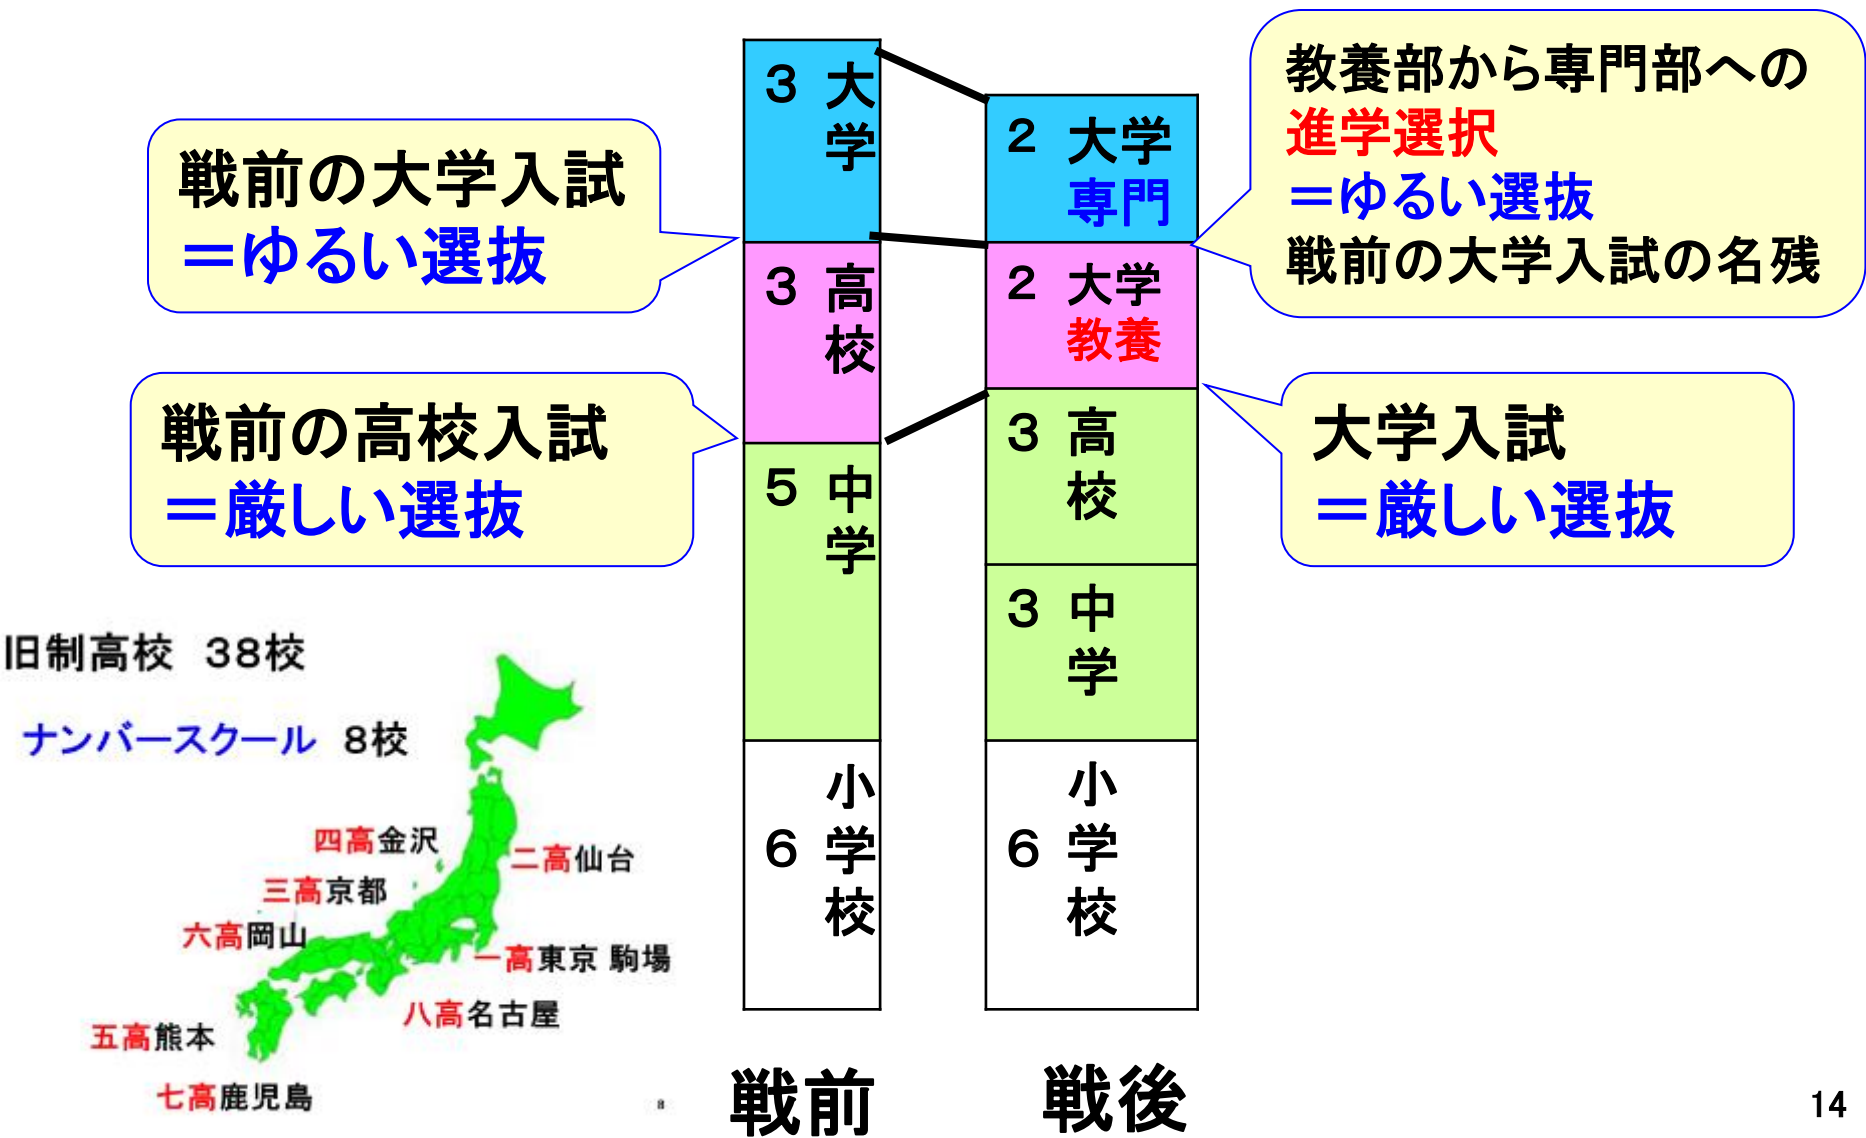 戦前の大学入試
＝ゆるい選抜
戦前の高校入試
＝厳しい選抜
旧制高校 38校
ナンバースクール 8校
四高金沢
二高仙台
三高京都
六高岡山
一高東京 駒場
八高名古屋
五高熊本
七高鹿児島
8
3 大学
3 高校
5 中学
6 小学校
戦前
2 大学
専門
2 大学
教養
3 高校
3 中学
6 小学校
戦後
教養部から専門部への
進学選択
＝ゆるい選抜
戦前の大学入試の名残
大学入試
＝厳しい選抜
14